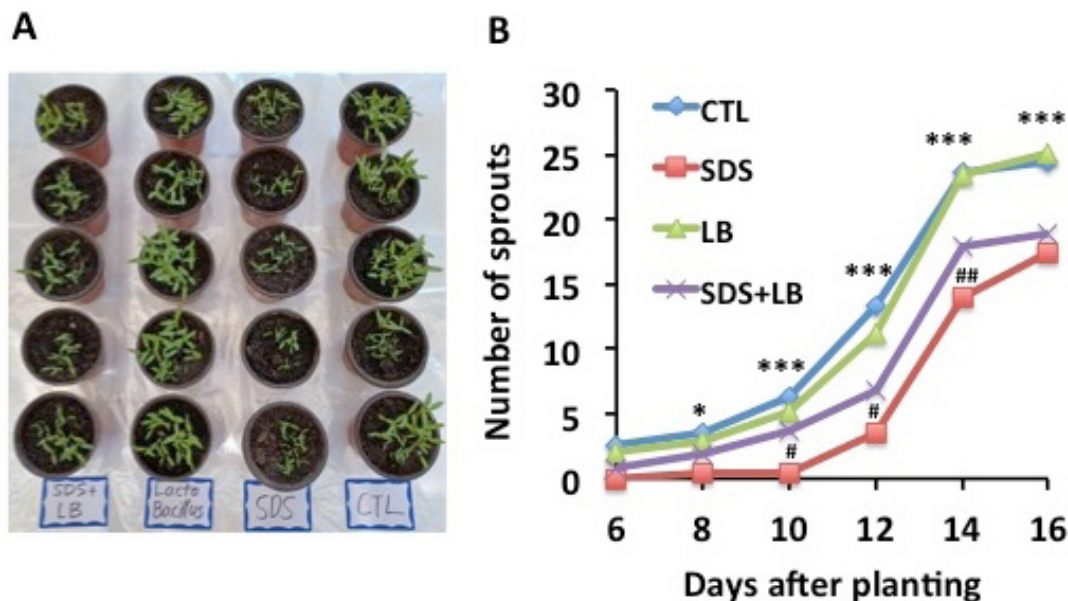 A
SDS+
LB
Lacto
Bacillus
SDS
CTL
B
Number of sprouts
30
25
20
15
10
5
0
CTL
SDS
LB
SDS+LB
*
***
***
***
***
#
#
##
6 8 10 12 14 16
Days after planting